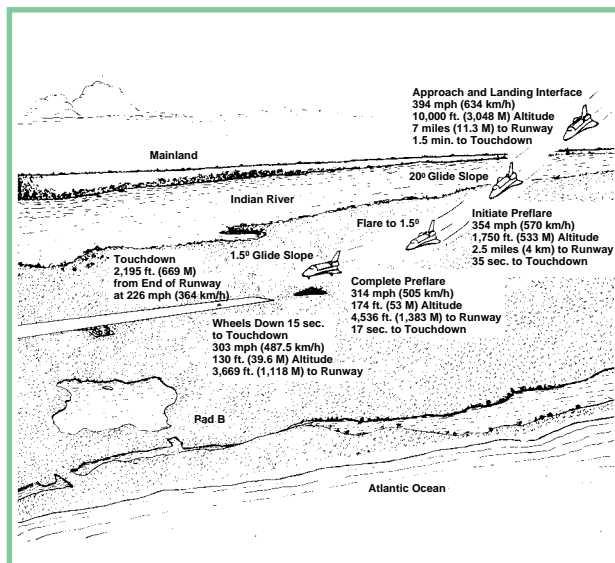 Approach and Landing Interface
394 mph (634 km/h)
10,000 ft. (3,048 M) Altitude
7 miles (11.3 M) to Runway
1.5 min. to Touchdown
Mainland
20º Glide Slope
Indian River
Initiate Preflare
354 mph (570 km/h)
1,750 ft. (533 M) Altitude
2.5 miles (4 km) to Runway
35 sec. to Touchdown
Flare to 1.5º
Touchdown
2,195 ft. (669 M)
from End of Runway
at 226 mph (364 km/h)
1.5º Glide Slope
Complete Preflare
314 mph (505 km/h)
174 ft. (53 M) Altitude
4,536 ft. (1,383 M) to Runway
17 sec. to Touchdown
Wheels Down 15 sec.
to Touchdown
303 mph (487.5 km/h)
130 ft. (39.6 M) Altitude
3,669 ft. (1,118 M) to Runway
Pad B
Atlantic Ocean